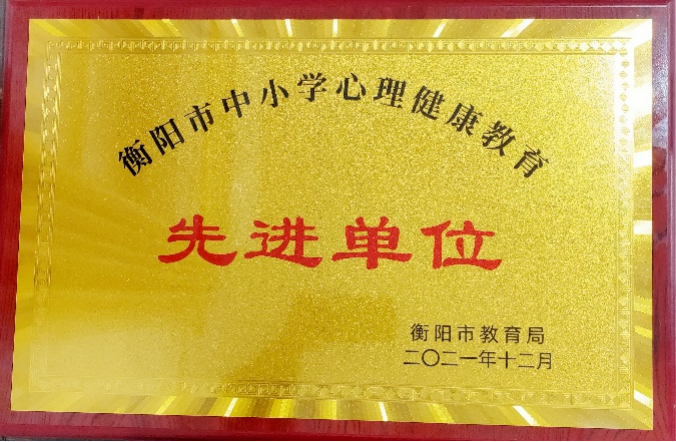 衡阳市中小学心理健康教育
先进单位
衡阳市教育局
二〇二一年十二月